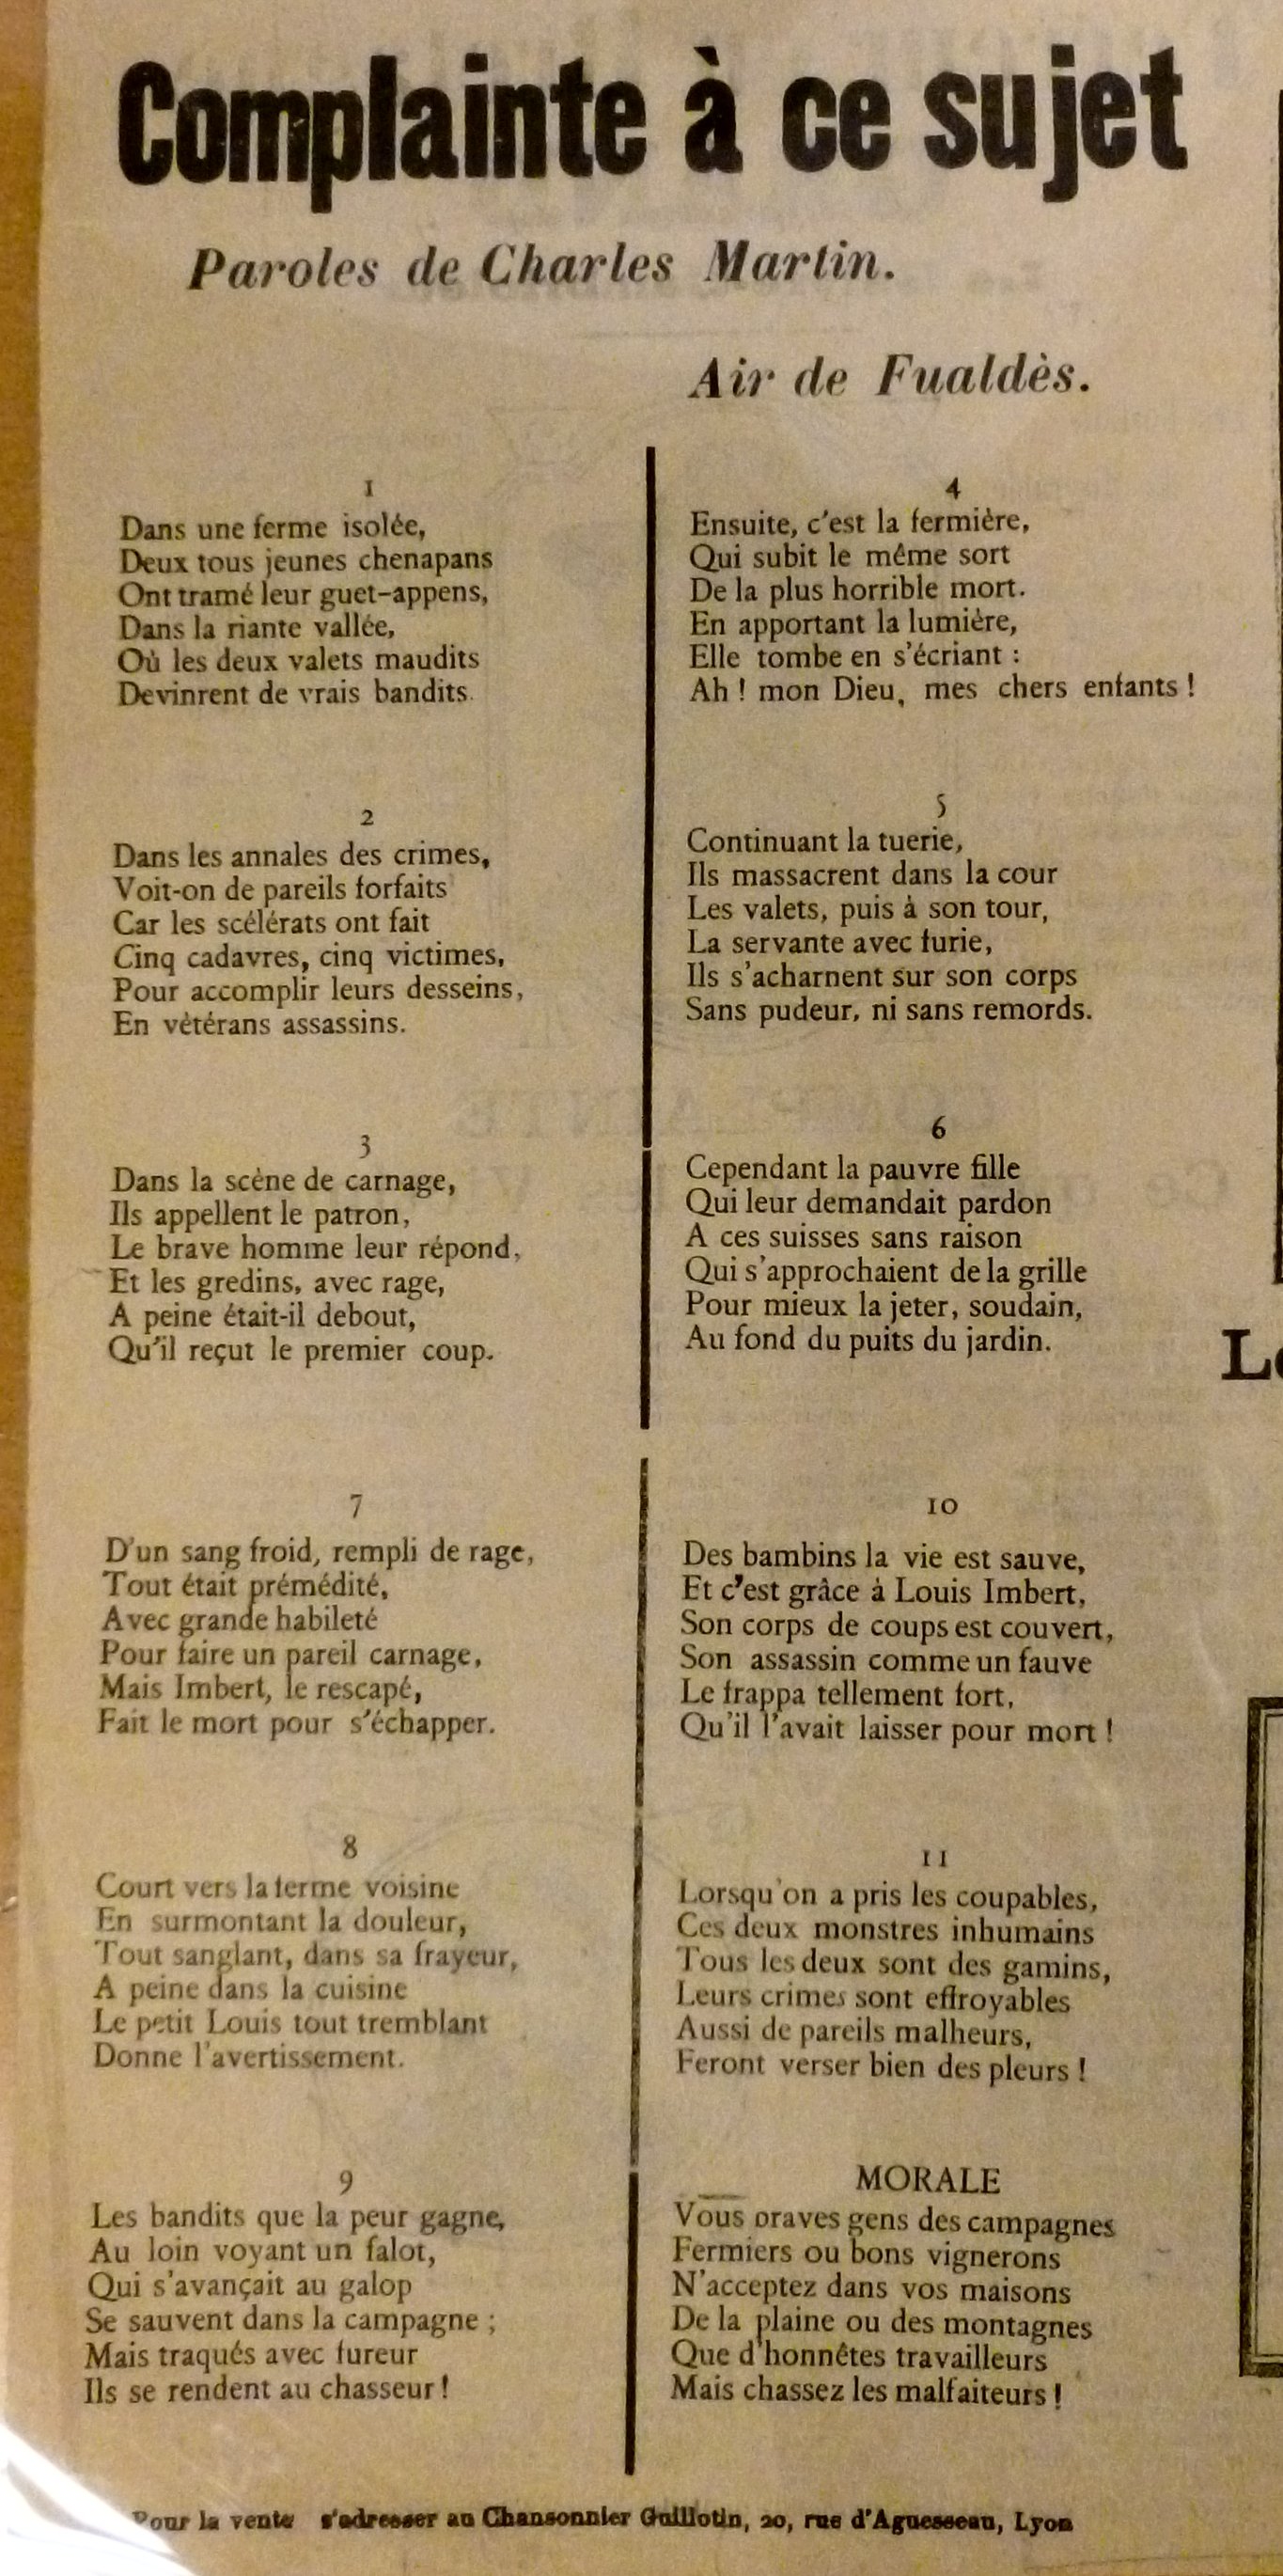 Complainte à ce sujet
Paroles de Charles Martin.
Air de Fualdès.
1
Dans une ferme isolée,
Deux tous jeunes chenapans
Ont tramé leur guet-appens,
Dans la riante vallée,
Où les deux valets maudits
Devinrent de vrais bandits.
2
Dans les annales des crimes,
Voit-on de pareils forfaits
Car les scélérats ont fait
Cinq cadavres, cinq victimes,
Pour accomplir leurs desseins,
En vétérans assassins.
3
Dans la scène de carnage,
Ils appellent le patron,
Le brave homme leur répond,
Et les gredins, avec rage,
A peine était-il debout,
Qu'il reçut le premier coup.
4
Ensuite, c'est la fermière,
Qui subit le même sort
De la plus horrible mort.
En apportant la lumière,
Elle tombe en s'écriant :
Ah ! mon Dieu, mes chers enfants !
5
Continuant la tuerie,
Ils massacrent dans la cour
Les valets, puis à son tour,
La servante avec furie,
Ils s'acharnent sur son corps
Sans pudeur, ni sans remords.
6
Cependant la pauvre fille
Qui leur demandait pardon
A ces suisses sans raison
Qui s'approchaient de la grille
Pour mieux la jeter, soudain,
Au fond du puits du jardin.
7
D'un sang froid, rempli de rage,
Tout était prémédité,
Avec grande habileté
Pour faire un pareil carnage,
Mais Imbert, le rescapé,
Fait le mort pour s'échapper.
8
Court vers la ferme voisine
En surmontant la douleur,
Tout sanglant, dans sa frayeur,
A peine dans la cuisine
Le petit Louis tout tremblant
Donne l'avertissement.
9
Les bandits que la peur gagne,
Au loin voyant un falot,
Qui s'avançait au galop
Se sauvent dans la campagne ;
Mais traqués avec fureur
Ils se rendent au chasseur !
10
Des bambins la vie est sauve,
Et c'est grâce à Louis Imbert,
Son corps de coups est couvert,
Son assassin comme un fauve
Le frappa tellement fort,
Qu'il l'avait laisser pour mort !
11
Lorsqu'on a pris les coupables,
Ces deux monstres inhumains
Tous les deux sont des gamins,
Leurs crimes sont effroyables
Aussi de pareils malheurs,
Feront verser bien des pleurs !
MORALE
Vous braves gens des campagnes
Fermiers ou bons vignerons
N'acceptez dans vos maisons
De la plaine ou des montagnes
Que d'honnêtes travailleurs
Mais chassez les malfaiteurs !
Pour la vente s'adresser au Chansonnier Guillotin, 20, rue d'Aguesseau, Lyon